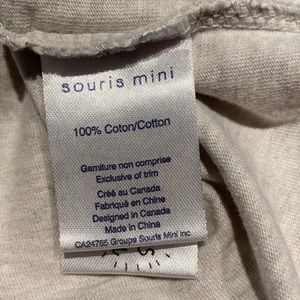 souris mini
100% Coton/Cotton
Garniture non comprise
Exclusive of trim
Créé au Canada
Fabriqué en Chine
Designed in Canada
Made in China
CA24765 Groupe Souris Mini Inc